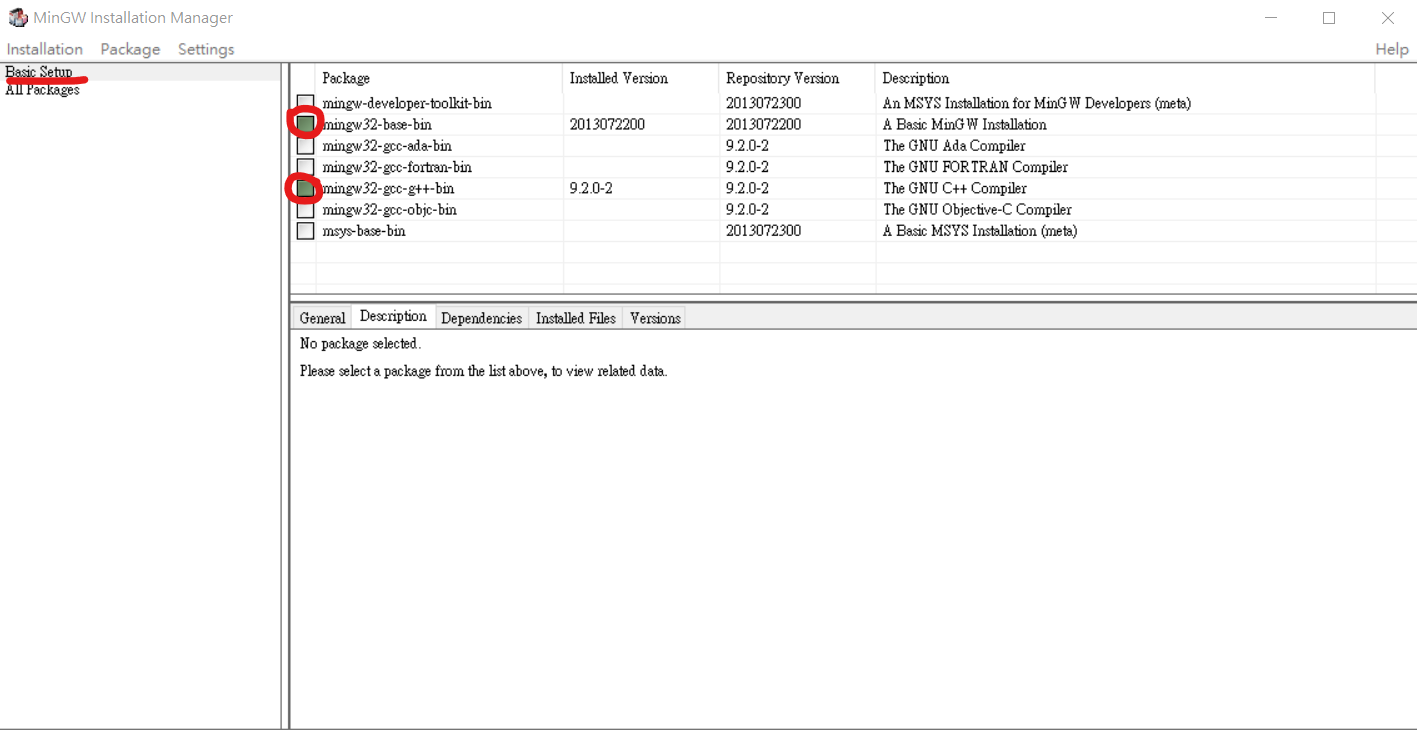 MinGW Installation Manager
Installation Package Settings Help
Basic Setup
All Packages
Package Installed Version Repository Version Description
mingw-developer-toolkit-bin 2013072300 An MSYS Installation for MinGW Developers (meta)
mingw32-base-bin 2013072200 2013072200 A Basic MinGW Installation
mingw32-gcc-ada-bin 9.2.0-2 The GNU Ada Compiler
mingw32-gcc-fortran-bin 9.2.0-2 The GNU FORTRAN Compiler
mingw32-gcc-g++-bin 9.2.0-2 9.2.0-2 The GNU C++ Compiler
mingw32-gcc-objc-bin 9.2.0-2 The GNU Objective-C Compiler
msys-base-bin 2013072300 A Basic MSYS Installation (meta)
General Description Dependencies Installed Files Versions
No package selected.
Please select a package from the list above, to view related data.